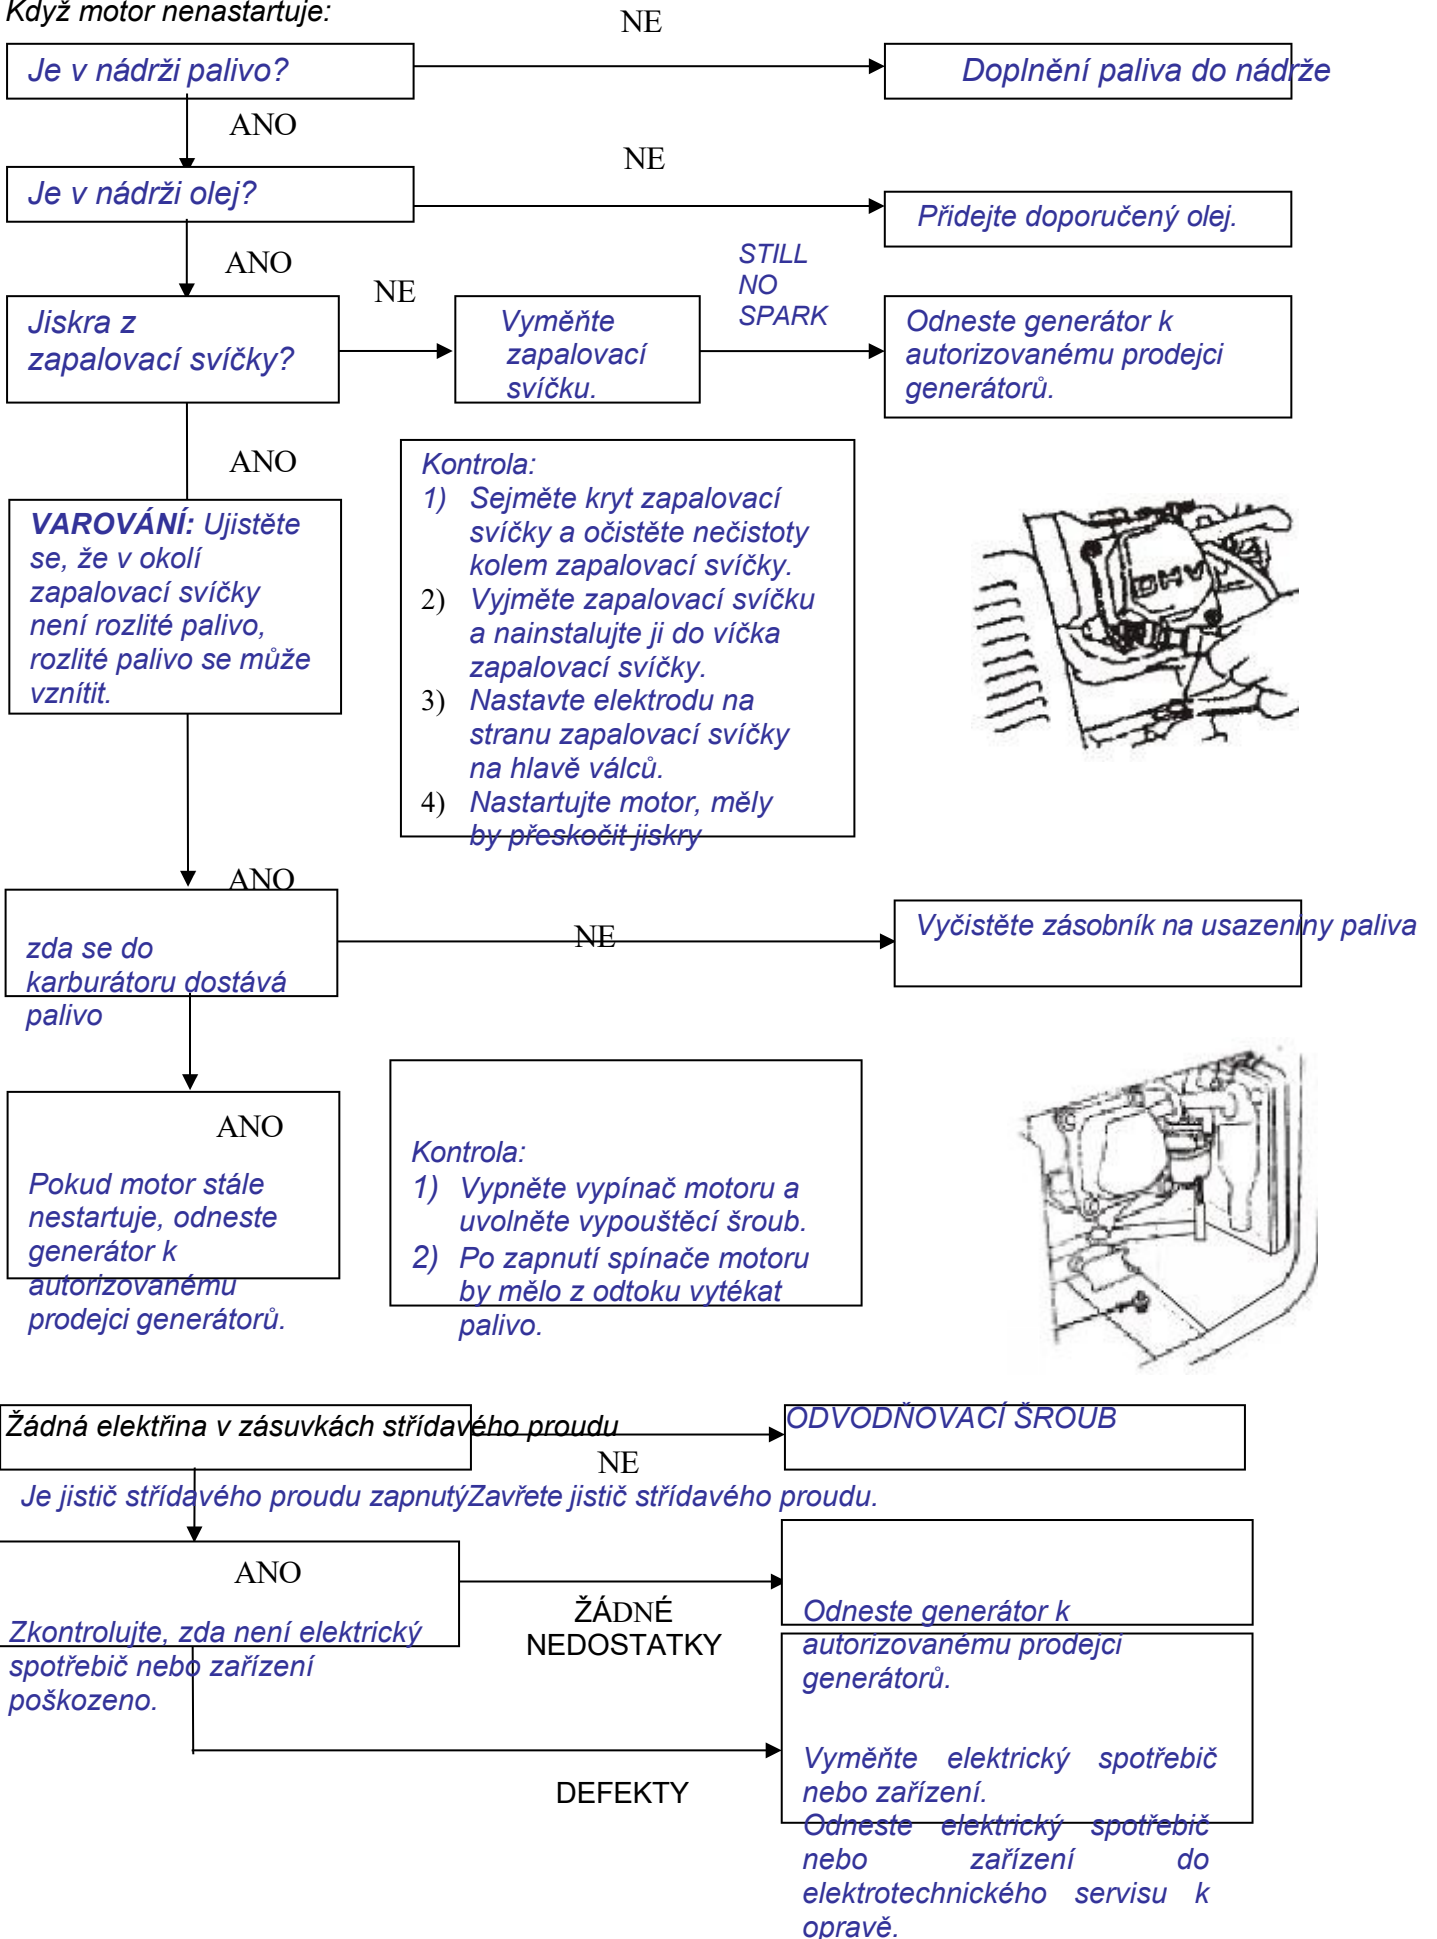 Když motor nenastartuje:
NE
Je v nádrži palivo?
Doplnění paliva do nádrže
ANO
NE
Je v nádrži olej?
Přidejte doporučený olej.
ANO
NE
STILL
NO
SPARK
Jiskra z
zapalovací svíčky?
Vyměňte
zapalovací
svíčku.
Odneste generátor k
autorizovanému prodejci
generátorů.
ANO
VAROVÁNÍ: Ujistěte
se, že v okolí
zapalovací svíčky
není rozlité palivo,
rozlité palivo se může
vznítit.
Kontrola:
1) Sejměte kryt zapalovací
svíčky a očistěte nečistoty
kolem zapalovací svíčky.
2) Vyjměte zapalovací svíčku
a nainstalujte ji do víčka
zapalovací svíčky.
3) Nastavte elektrodu na
stranu zapalovací svíčky
na hlavě válců.
4) Nastartujte motor, měly
by přeskočit jiskry
OHV
ANO
zda se do
karburátoru dostává
palivo
NE
Vyčistěte zásobník na usazeniny paliva
ANO
Pokud motor stále
nestartuje, odneste
generátor k
autorizovanému
prodejci generátorů.
Kontrola:
1) Vypněte vypínač motoru a
uvolněte vypouštěcí šroub.
2) Po zapnutí spínače motoru
by mělo z odtoku vytékat
palivo.
Žádná elektřina v zásuvkách střídavého proudu
ODVODŇOVACÍ ŠROUB
NE
Je jistič střídavého proudu zapnutýZavřete jistič střídavého proudu.
ANO
Zkontrolujte, zda není elektrický
spotřebič nebo zařízení
poškozeno.
ŽÁDNÉ
NEDOSTATKY
Odneste generátor k
autorizovanému prodejci
generátorů.
DEFEKTY
Vyměňte elektrický spotřebič
nebo zařízení.
Odneste elektrický spotřebič
nebo zařízení do
elektrotechnického servisu k
opravě.